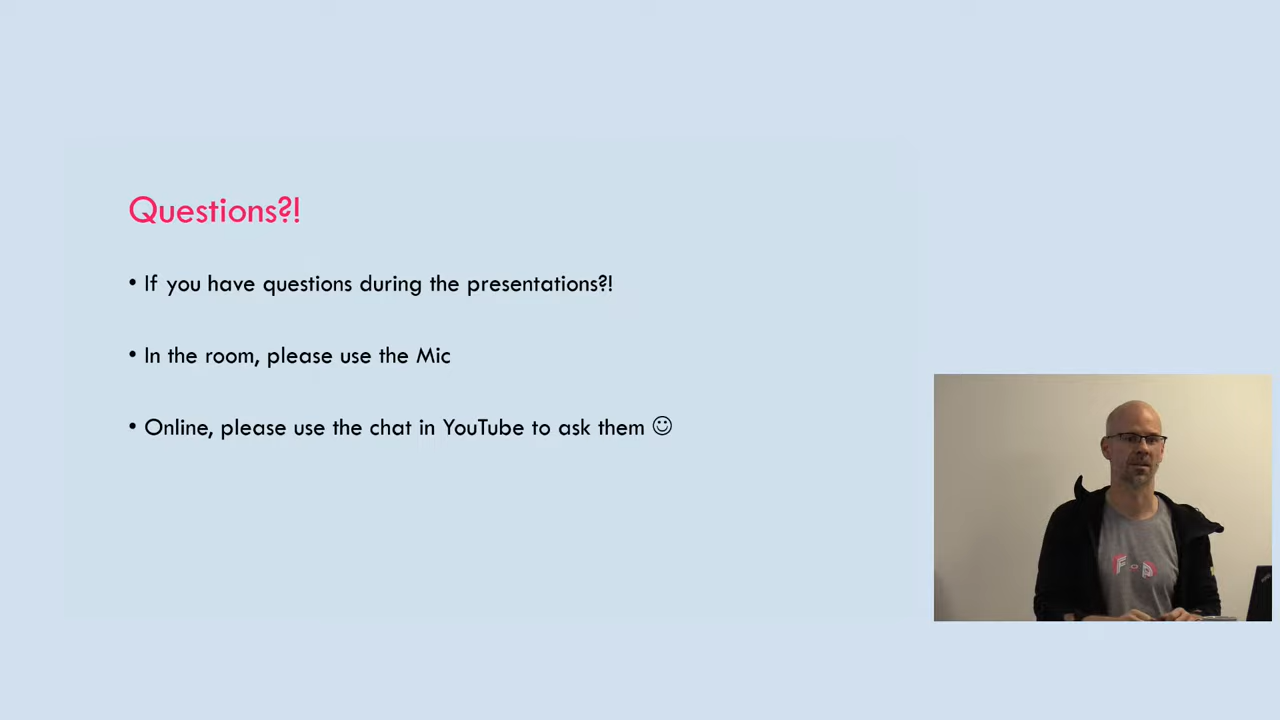 Questions?!
• If you have questions during the presentations?!
• In the room, please use the Mic
• Online, please use the chat in YouTube to ask them ☺